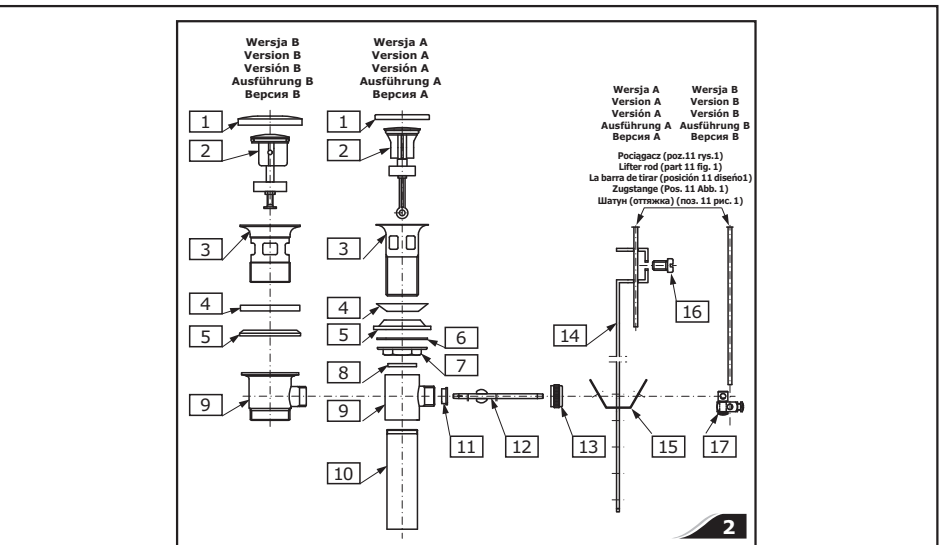 Wersja B
Version B
Versión B
Ausführung B
Версия B
Wersja A
Version A
Versión A
Ausführung A
Версия A
Wersja A
Version A
Versión A
Ausführung A
Версия A
Wersja B
Version B
Versión B
Ausführung B
Версия B
Pociągacz (poz.11 rys.1)
Lifter rod (part 11 fig. 1)
La barra de tirar (posición 11 diseńo1)
Zugstange (Pos. 11 Abb. 1)
Шатун (оттяжка) (поз. 11 рис. 1)
1
2
3
4
5
9
1
2
3
4
5
6
7
8
9
10
11
12
13
14
15
16
17
2